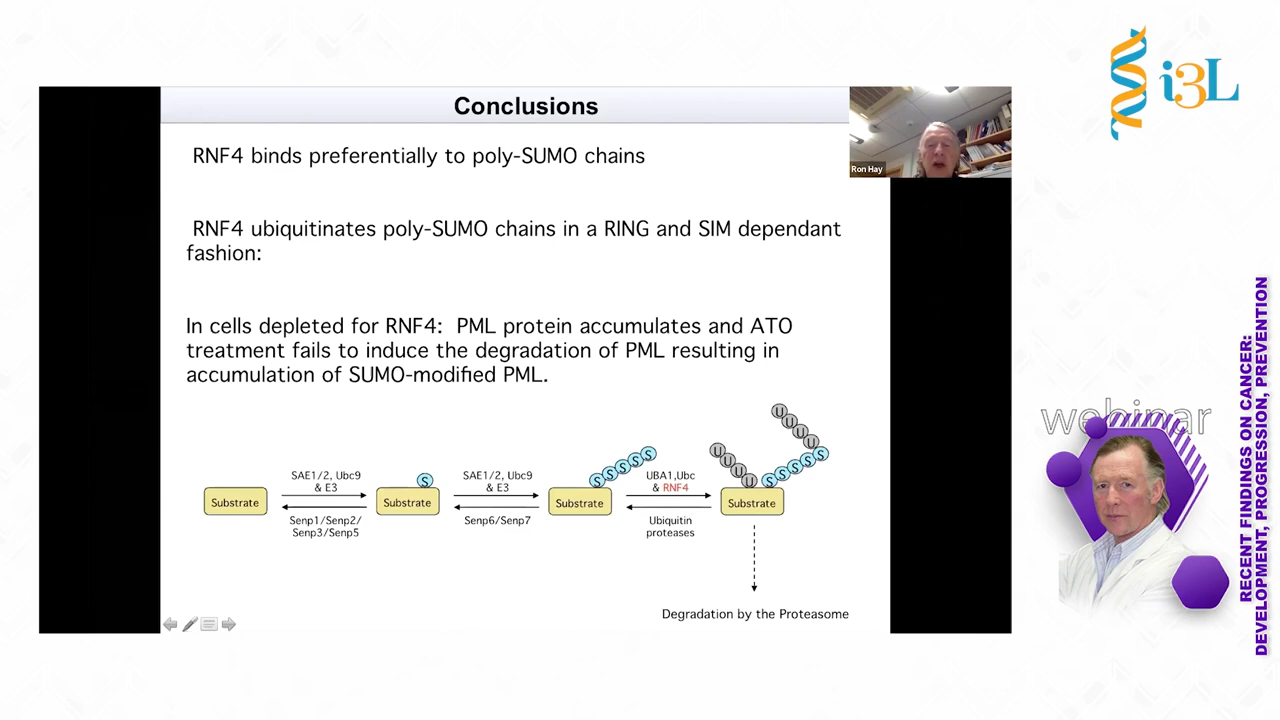 Conclusions
RNF4 binds preferentially to poly-SUMO chains
RNF4 ubiquitinates poly-SUMO chains in a RING and SIM dependant
fashion:
In cells depleted for RNF4: PML protein accumulates and ATO
treatment fails to induce the degradation of PML resulting in
accumulation of SUMO-modified PML.
Substrate
SAE1/2, Ubc9
& E3
Senp1/Senp2/
Senp3/Senp5
S
Substrate
SAE1/2, Ubc9
& E3
Senp6/Senp7
S S S S S
Substrate
UBA1,Ubc
& RNF4
Ubiquitin
proteases
U U U U
U U U U
S S S S S
Substrate
Degradation by the Proteasome
Ron Hay
i3L
webinar
RECENT FINDINGS ON CANCER:
DEVELOPMENT, PROGRESSION, PREVENTION